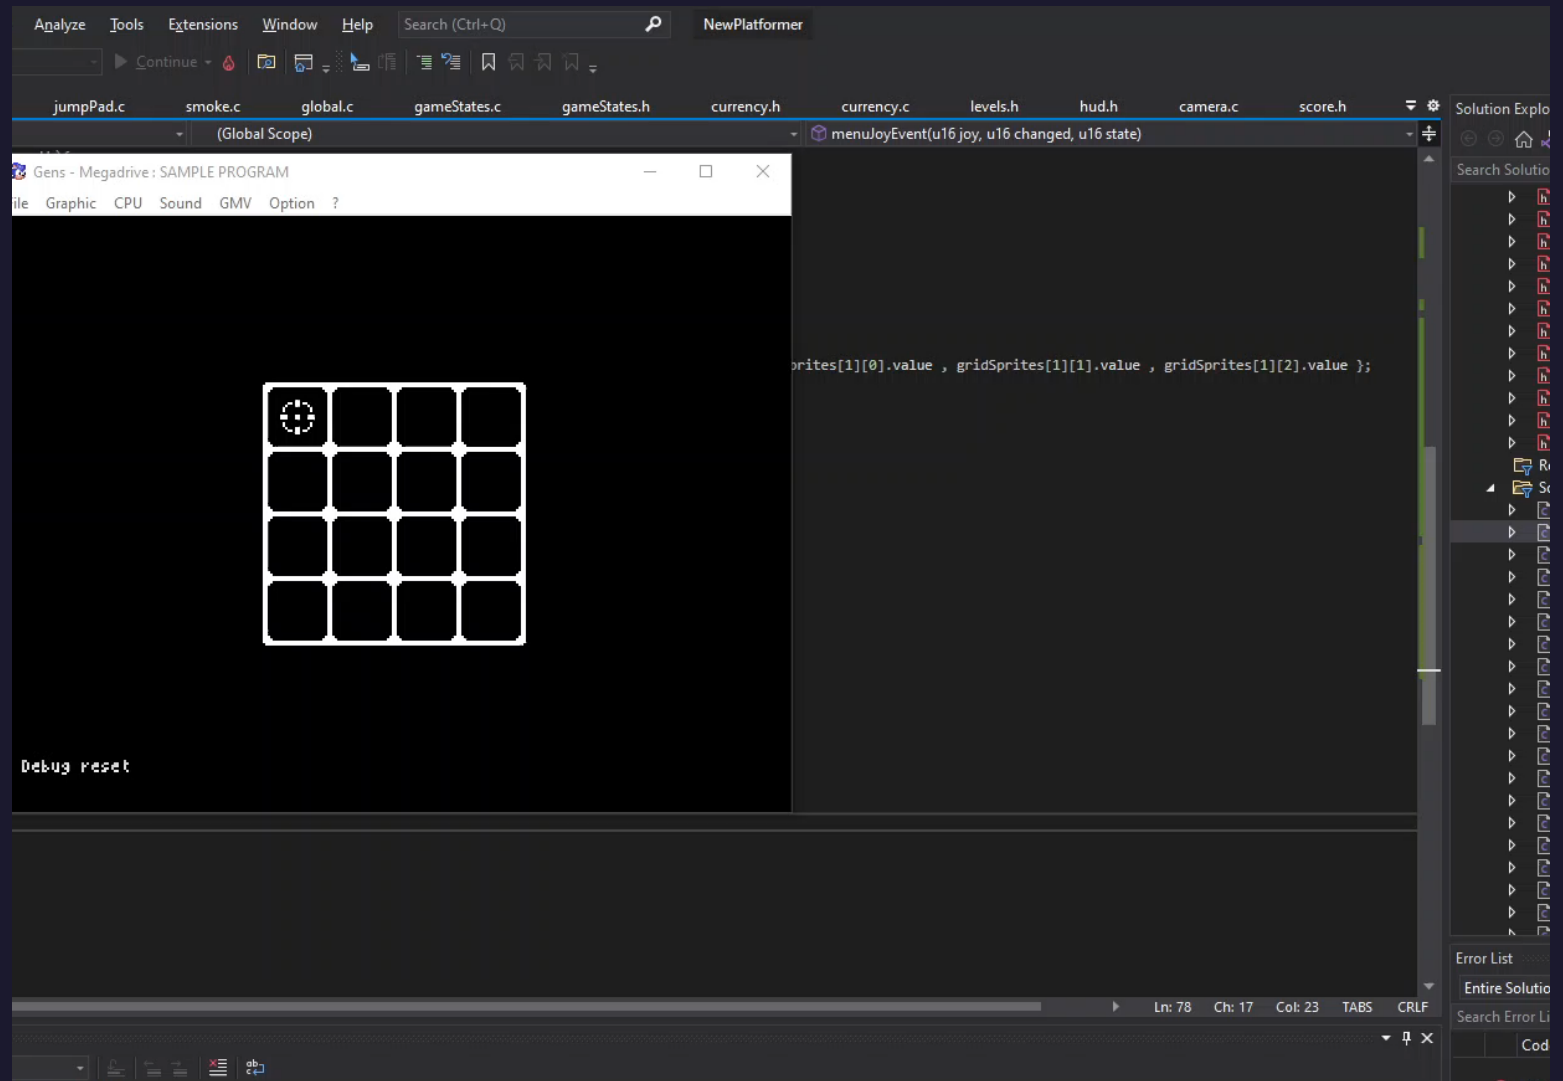 Analyze Tools Extensions Window Help Search (Ctrl+Q) NewPlatformer
Continue
jumpPad.c smoke.c global.c gameStates.c gameStates.h currency.h currency.c levels.h hud.h camera.c score.h
Solution Explo
(Global Scope) menuJoyEvent(u16 joy, u16 changed, u16 state)
Search Solutio
Gens - Megadrive : SAMPLE PROGRAM
ile Graphic CPU Sound GMV Option ?
prites[1][0].value , gridSprites[1][1].value , gridSprites[1][2].value };
Debug reset
Error List
Entire Solutio
Ln: 78 Ch: 17 Col: 23 TABS CRLF
Search Error Li
Cod